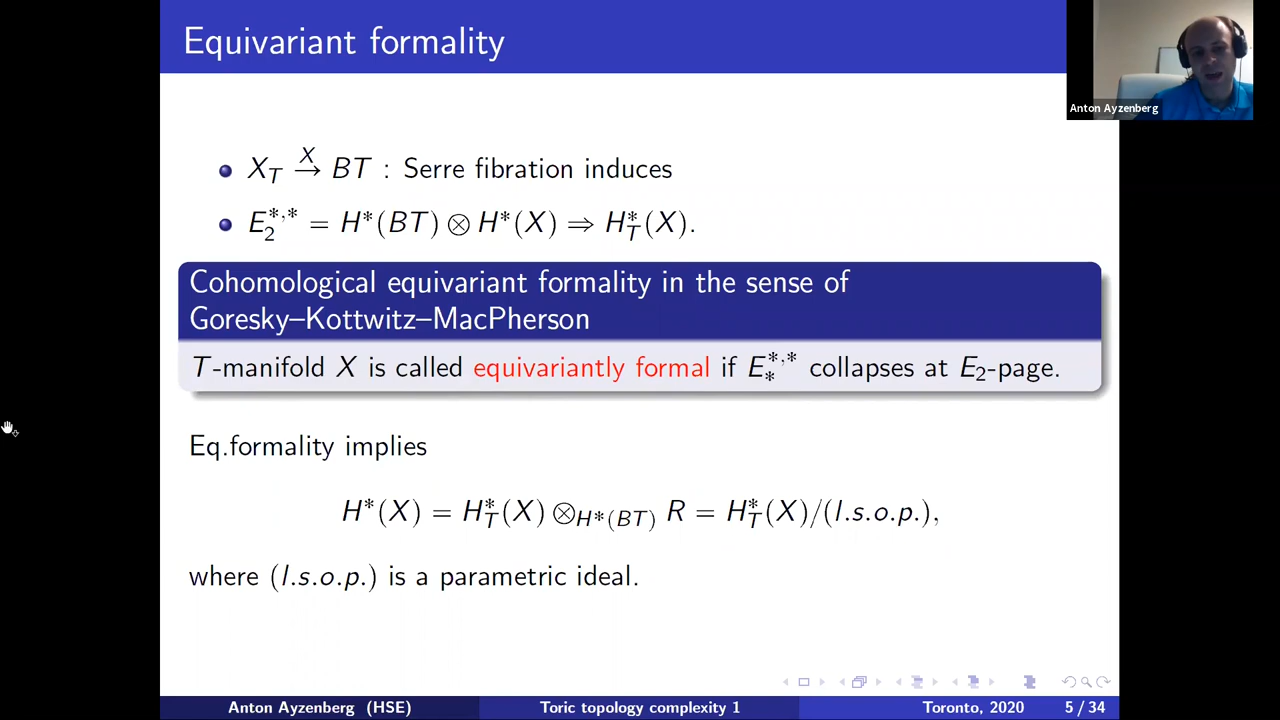 Equivariant formality
Anton Ayzenberg
X_T \xrightarrow{X} BT : Serre fibration induces
E_2^{*,*} = H^*(BT) ⊗ H^*(X) ⇒ H_T^*(X).
Cohomological equivariant formality in the sense of
Goresky–Kottwitz–MacPherson
T-manifold X is called equivariantly formal if E_*^{*,*} collapses at E_2-page.
Eq.formality implies
H^*(X) = H_T^*(X) ⊗_{H^*(BT)} R = H_T^*(X)/(l.s.o.p.),
where (l.s.o.p.) is a parametric ideal.
Anton Ayzenberg (HSE) Toric topology complexity 1 Toronto, 2020 5 / 34